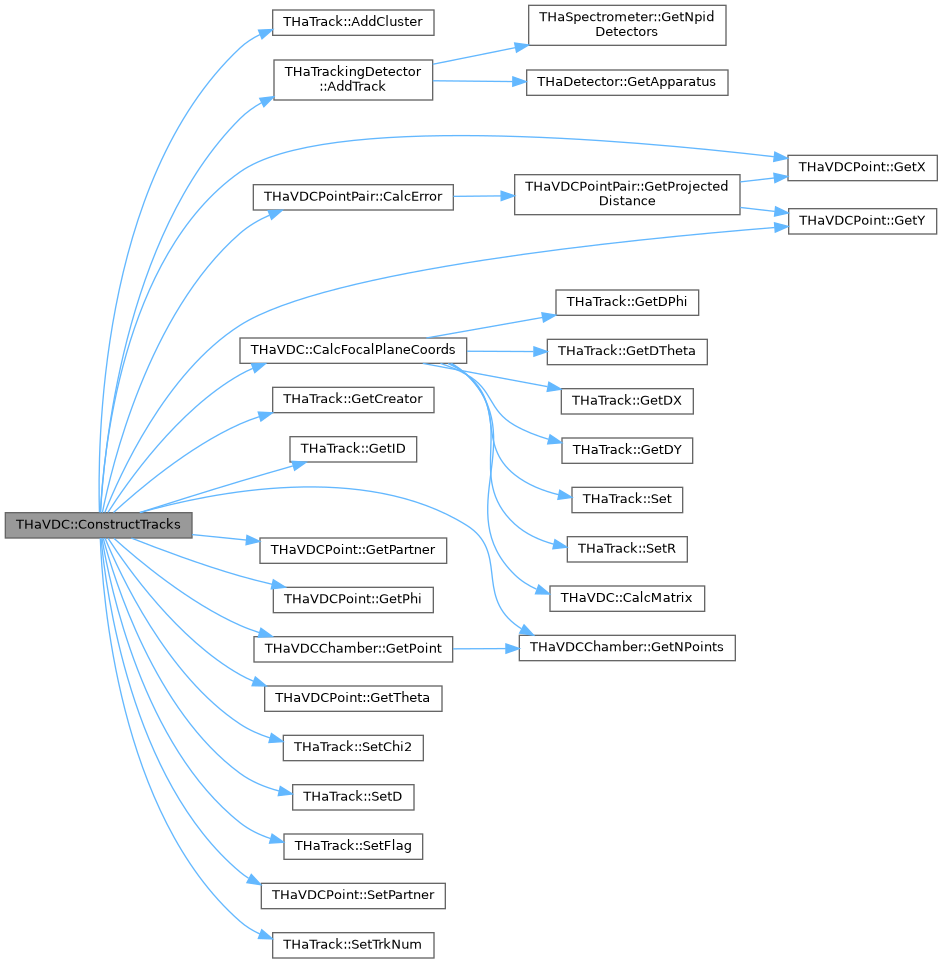 THaTrack::AddCluster
THaSpectrometer::GetNpid
Detectors
THaTrackingDetector
::AddTrack
THaDetector::GetApparatus
THaVDCPoint::GetX
THaVDCPointPair::CalcError
THaVDCPointPair::GetProjected
Distance
THaVDCPoint::GetY
THaTrack::GetDPhi
THaVDC::CalcFocalPlaneCoords
THaTrack::GetDTheta
THaTrack::GetCreator
THaTrack::GetDX
THaTrack::GetID
THaTrack::GetDY
THaTrack::Set
THaVDC::ConstructTracks
THaVDCPoint::GetPartner
THaTrack::SetR
THaVDCPoint::GetPhi
THaVDC::CalcMatrix
THaVDCChamber::GetPoint
THaVDCChamber::GetNPoints
THaVDCPoint::GetTheta
THaTrack::SetChi2
THaTrack::SetD
THaTrack::SetFlag
THaVDCPoint::SetPartner
THaTrack::SetTrkNum